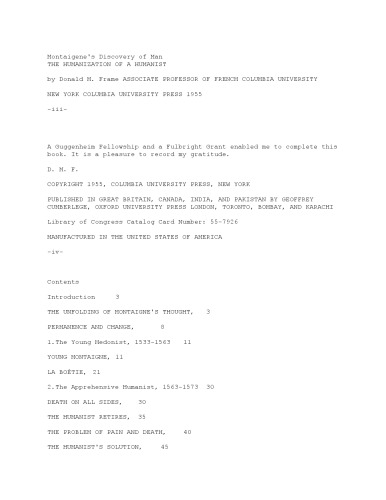 Montaigne's Discovery of Man
THE HUMANIZATION OF A HUMANIST
by Donald M. Frame ASSOCIATE PROFESSOR OF FRENCH COLUMBIA UNIVERSITY
NEW YORK COLUMBIA UNIVERSITY PRESS 1955
-iii-
A Guggenheim Fellowship and a Fulbright Grant enabled me to complete this
book. It is a pleasure to record my gratitude.
D. M. F.
COPYRIGHT 1955, COLUMBIA UNIVERSITY PRESS, NEW YORK
PUBLISHED IN GREAT BRITAIN, CANADA, INDIA, AND PAKISTAN BY GEOFFREY
CUMBERLEGE, OXFORD UNIVERSITY PRESS LONDON, TORONTO, BOMBAY, AND KARACHI
Library of Congress Catalog Card Number: 55-7926
MANUFACTURED IN THE UNITED STATES OF AMERICA
-iv-
Contents
Introduction 3
THE UNFOLDING OF MONTAIGNE'S THOUGHT, 3
PERMANENCE AND CHANGE, 8
1.The Young Hedonist, 1533-1563 11
YOUNG MONTAIGNE, 11
LA BOÉTIE, 21
2.The Apprehensive Humanist, 1563-1573 30
DEATH ON ALL SIDES, 30
THE HUMANIST RETIRES, 35
THE PROBLEM OF PAIN AND DEATH, 40
THE HUMANIST'S SOLUTION, 45